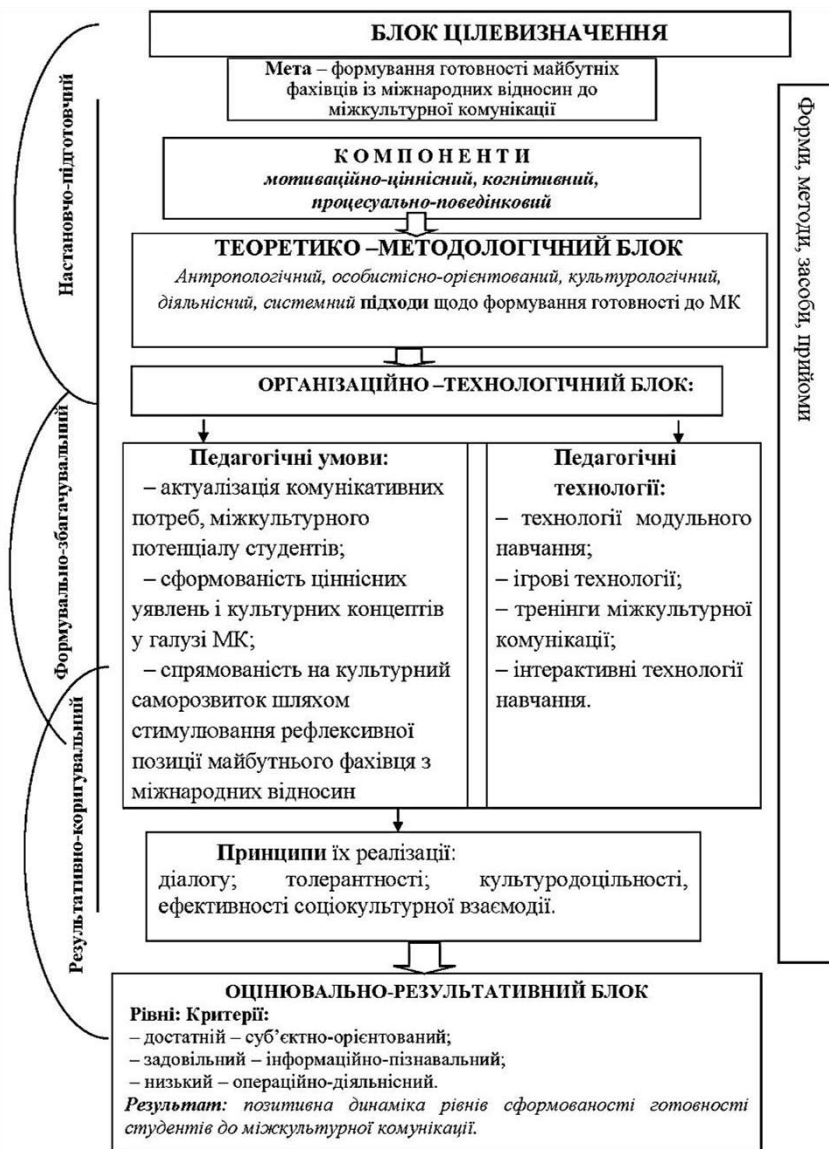 БЛОК ЦІЛЕВИЗНАЧЕННЯ
Мета – формування готовності майбутніх
фахівців із міжнародних відносин до
міжкультурної комунікації
К О М П О Н Е Н Т И
мотиваційно-ціннісний, когнітивний,
процесуально-поведінковий
ТЕОРЕТИКО –МЕТОДОЛОГІЧНИЙ БЛОК
Антропологічний, особистісно-орієнтований, культурологічний,
діяльнісний, системний підходи щодо формування готовності до МК
ОРГАНІЗАЦІЙНО –ТЕХНОЛОГІЧНИЙ БЛОК:
Педагогічні умови:
– актуалізація комунікативних
потреб, міжкультурного
потенціалу студентів;
– сформованість ціннісних
уявлень і культурних концептів
у галузі МК;
– спрямованість на культурний
саморозвиток шляхом
стимулювання рефлексивної
позиції майбутнього фахівця з
міжнародних відносин
Педагогічні
технології:
– технології модульного
навчання;
– ігрові технології;
– тренінги міжкультурної
комунікації;
– інтерактивні технології
навчання.
Принципи їх реалізації:
діалогу; толерантності; культуродоцільності,
ефективності соціокультурної взаємодії.
ОЦІНЮВАЛЬНО-РЕЗУЛЬТАТИВНИЙ БЛОК
Рівні: Критерії:
– достатній – суб’єктно-орієнтований;
– задовільний – інформаційно-пізнавальний;
– низький – операційно-діяльнісний.
Результат: позитивна динаміка рівнів сформованості готовності
студентів до міжкультурної комунікації.
Настановчо-підготовчий
Формувально-збагачувальний
Результативно-коригувальний
Форми, методи, засоби, прийоми